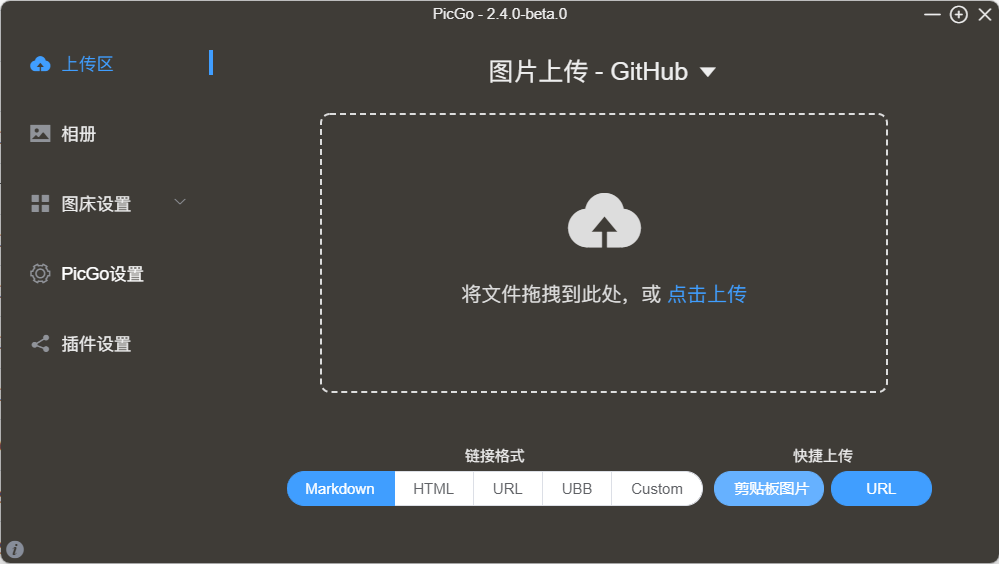 PicGo - 2.4.0-beta.0
上传区
相册
图床设置
PicGo设置
插件设置
图片上传 - GitHub
将文件拖拽到此处，或 点击上传
链接格式
快捷上传
Markdown HTML URL UBB Custom
剪贴板图片 URL